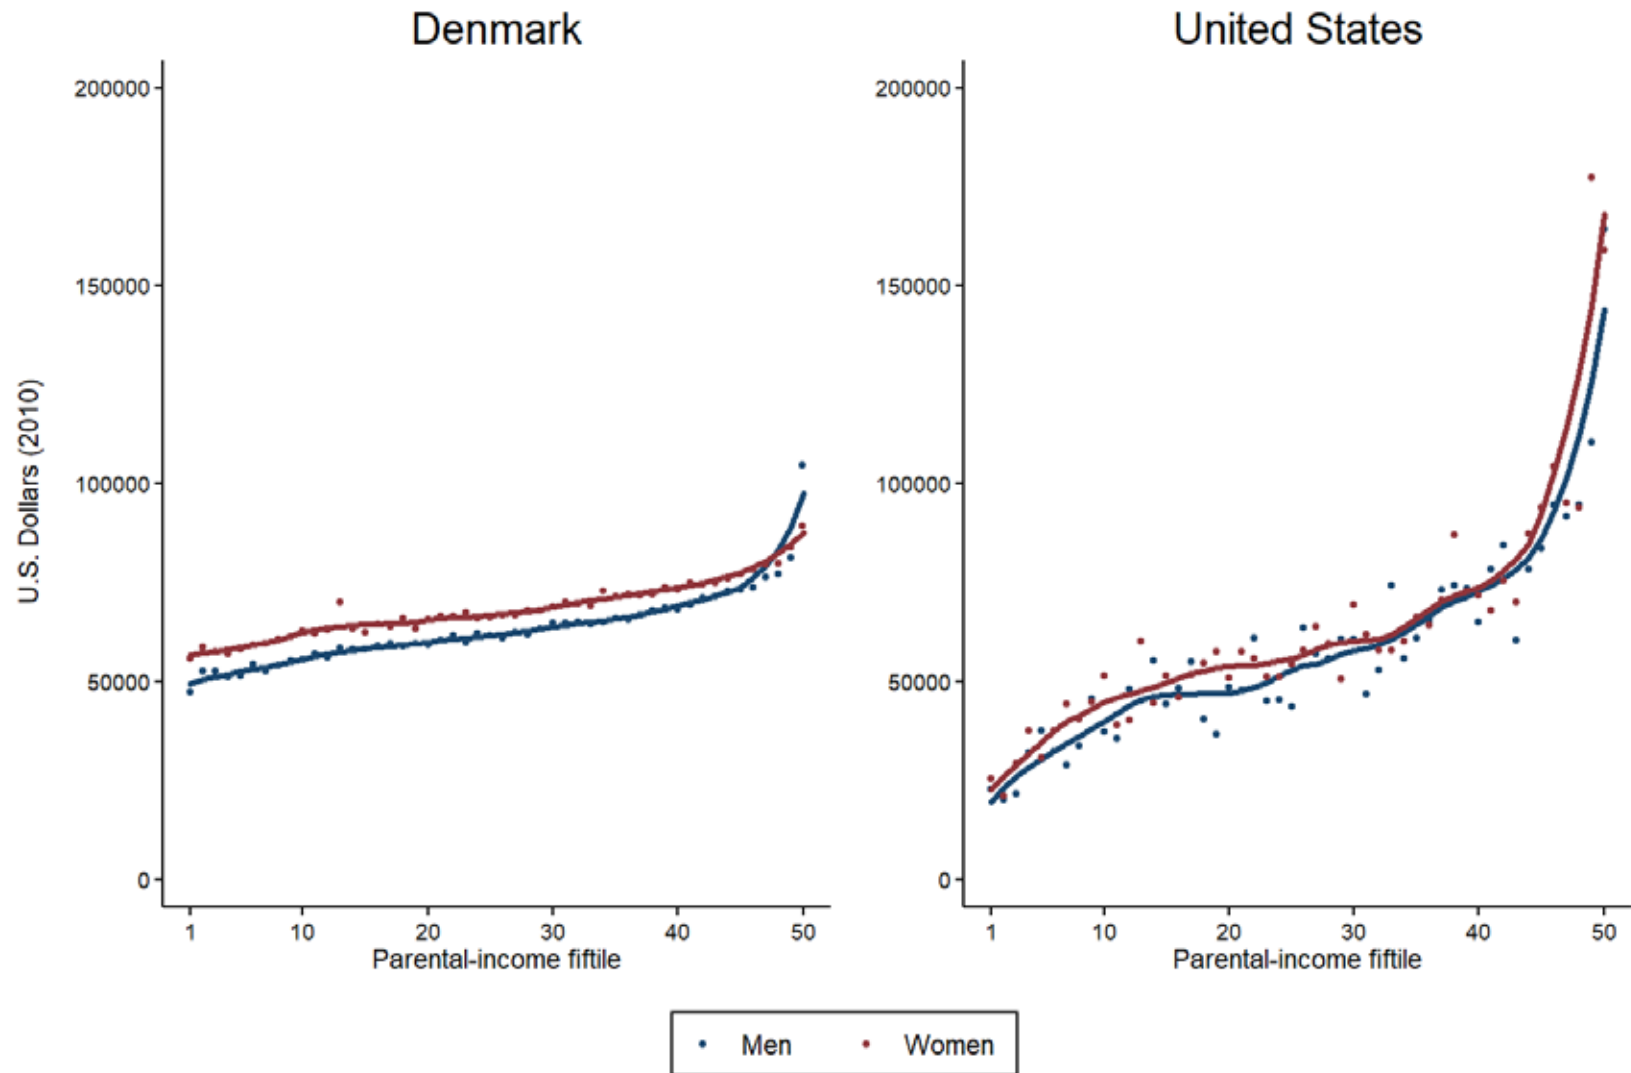 Denmark
United States
U.S. Dollars (2010)
200000
150000
100000
50000
0
1 10 20 30 40 50
Parental-income fiftile
200000
150000
100000
50000
0
1 10 20 30 40 50
Parental-income fiftile
Men Women